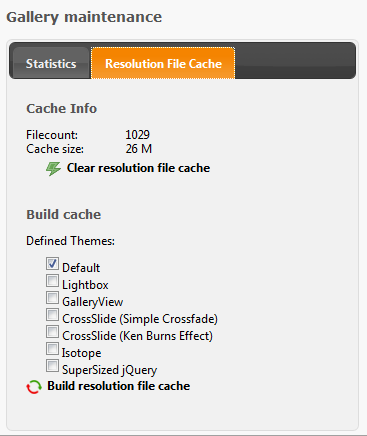 Gallery maintenance
Statistics
Resolution File Cache
Cache Info
Filecount: 1029
Cache size: 26 M
Clear resolution file cache
Build cache
Defined Themes:
Default
Lightbox
GalleryView
CrossSlide (Simple Crossfade)
CrossSlide (Ken Burns Effect)
Isotope
SuperSized jQuery
Build resolution file cache